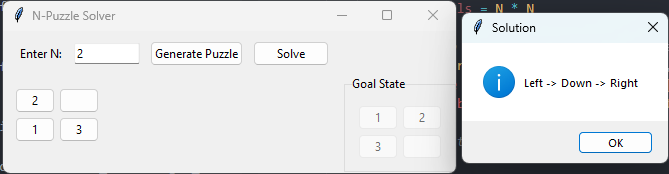 ls = N * N
N-Puzzle Solver
Enter N: 2 Generate Puzzle Solve
2
1 3
Goal State
1 2
3
Solution
Left -> Down -> Right
OK